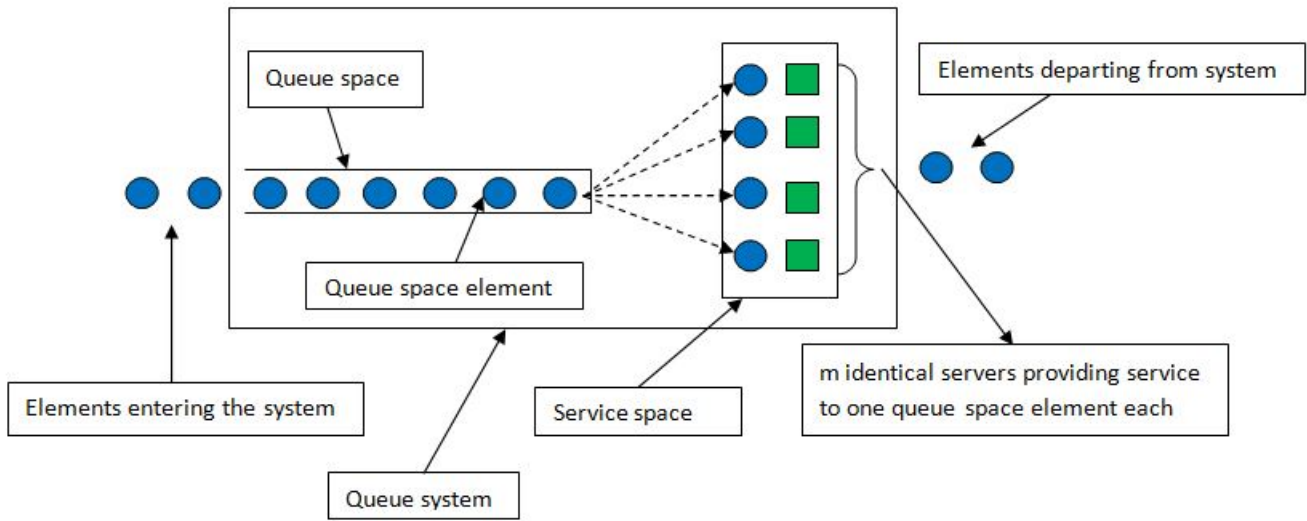 Queue space
Elements departing from system
Queue space element
Elements entering the system
Service space
m identical servers providing service
to one queue space element each
Queue system